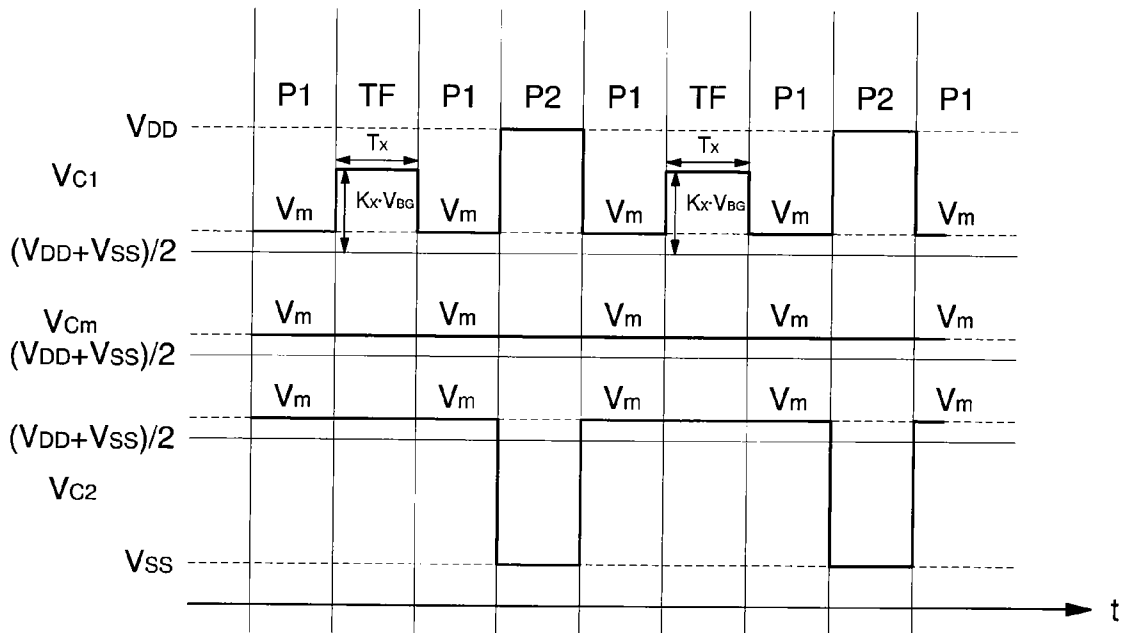 P1 TF P1 P2 P1 TF P1 P2 P1
VDD
Tx Tx
VC1
KX·VBG KX·VBG
Vm Vm Vm Vm Vm
(VDD+VSS)/2
Vm Vm Vm Vm Vm
VCm
(VDD+VSS)/2
Vm Vm Vm Vm Vm
(VDD+VSS)/2
VC2
VSS
t